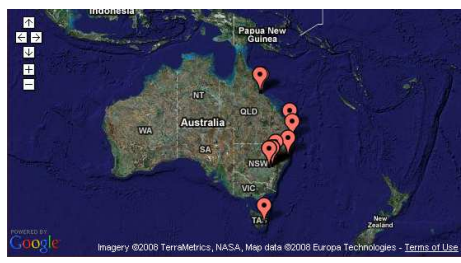 Indonesia
Papua New
Guinea
NT
QLD
Australia
WA
SA
NSW
VIC
TA
New
Zealand
POWERED BY
Google
Imagery ©2008 TerraMetrics, NASA, Map data ©2008 Europa Technologies - Terms of Use